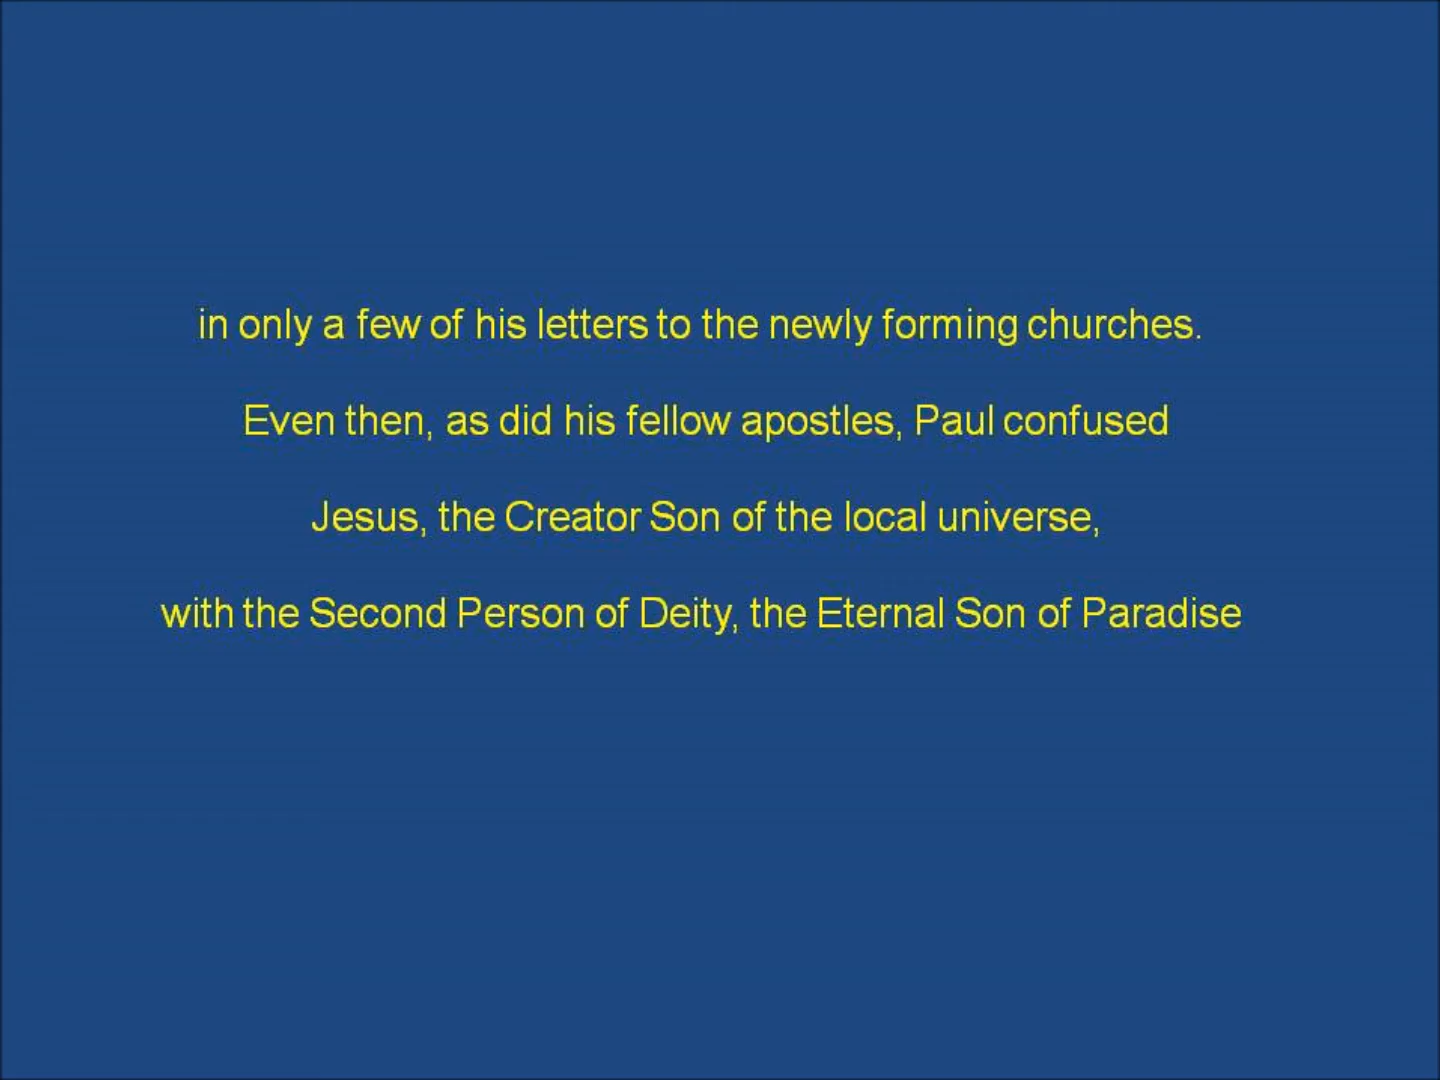 in only a few of his letters to the newly forming churches.
Even then, as did his fellow apostles, Paul confused
Jesus, the Creator Son of the local universe,
with the Second Person of Deity, the Eternal Son of Paradise